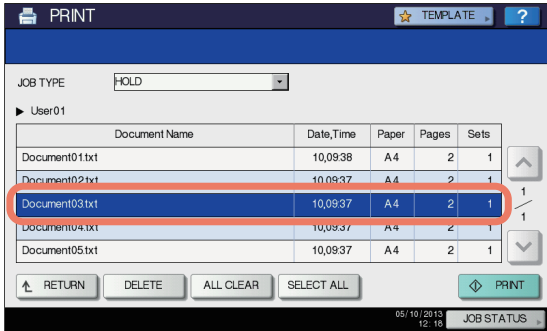 PRINT
TEMPLATE
?
JOB TYPE HOLD
User01
Document Name Date,Time Paper Pages Sets
Document01.txt 10,09:38 A4 2 1
Document02.txt 10,09:37 A4 2 1
Document03.txt 10,09:37 A4 2 1
Document04.txt 10,09:37 A4 2 1
Document05.txt 10,09:37 A4 2 1
1
1
RETURN DELETE ALL CLEAR SELECT ALL PRINT
05/10/2013
12:18
JOB STATUS